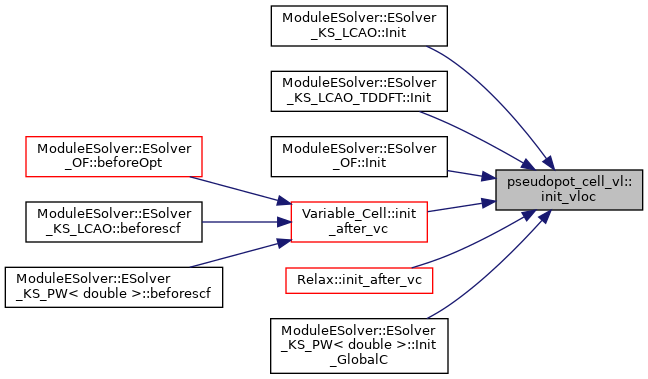 ModuleESolver::ESolver
_KS_LCAO::Init
ModuleESolver::ESolver
_KS_LCAO_TDDFT::Init
ModuleESolver::ESolver
_OF::Init
ModuleESolver::ESolver
_OF::beforeOpt
ModuleESolver::ESolver
_KS_LCAO::beforescf
ModuleESolver::ESolver
_KS_PW< double >::beforescf
Variable_Cell::init
_after_vc
Relax::init_after_vc
ModuleESolver::ESolver
_KS_PW< double >::Init
_GlobalC
pseudopot_cell_vl::
init_vloc